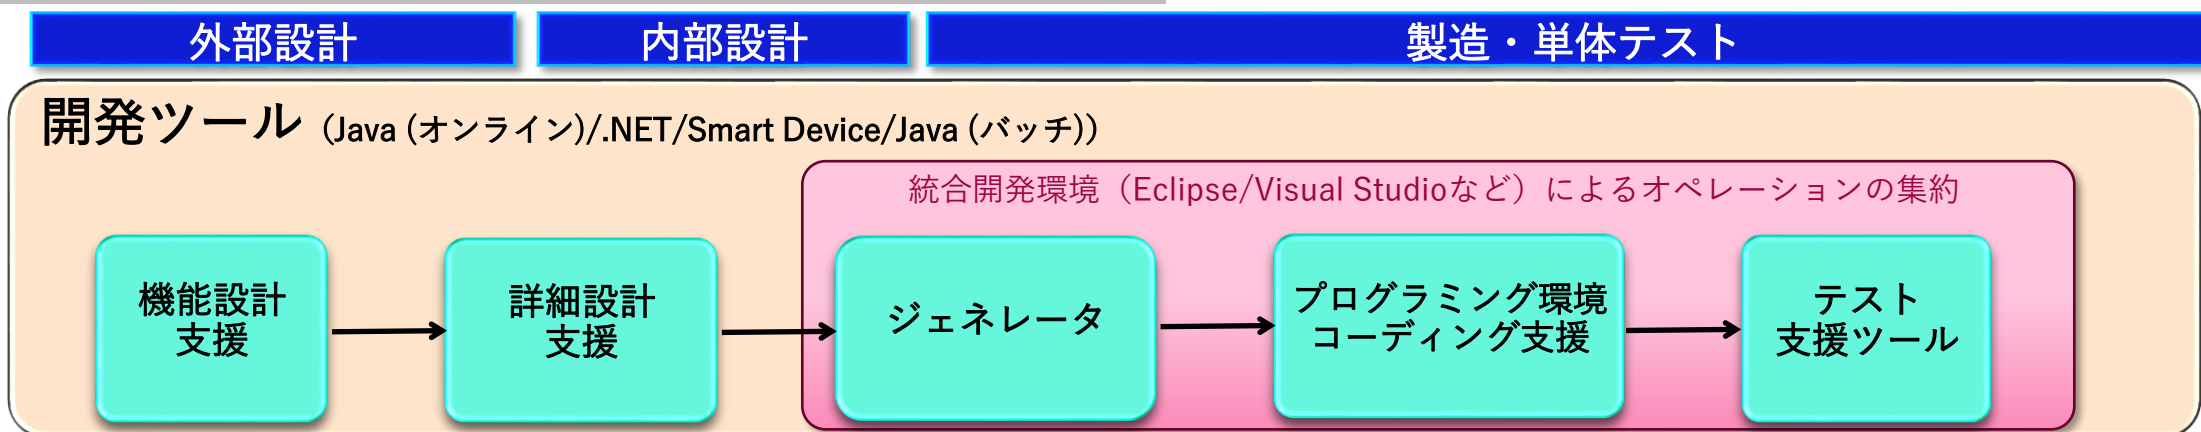 外部設計
内部設計
製造・単体テスト
開発ツール (Java (オンライン)/.NET/Smart Device/Java (バッチ))
統合開発環境（Eclipse/Visual Studioなど）によるオペレーションの集約
機能設計
支援
詳細設計
支援
ジェネレータ
プログラミング環境
コーディング支援
テスト
支援ツール